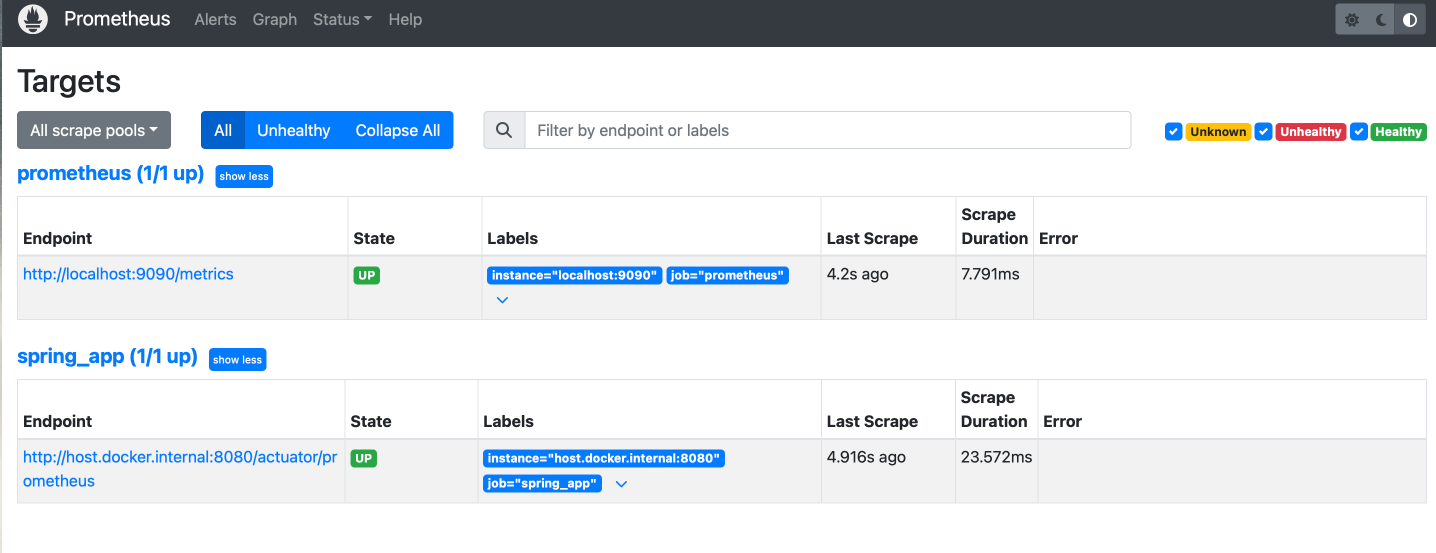 Prometheus Alerts Graph Status Help
Targets
All scrape pools All Unhealthy Collapse All Filter by endpoint or labels Unknown Unhealthy Healthy
prometheus (1/1 up) show less
Endpoint State Labels Last Scrape Scrape Duration Error
http://localhost:9090/metrics UP instance="localhost:9090" job="prometheus" 4.2s ago 7.791ms
spring_app (1/1 up) show less
Endpoint State Labels Last Scrape Scrape Duration Error
http://host.docker.internal:8080/actuator/pr UP instance="host.docker.internal:8080" 4.916s ago 23.572ms
ometheus job="spring_app"